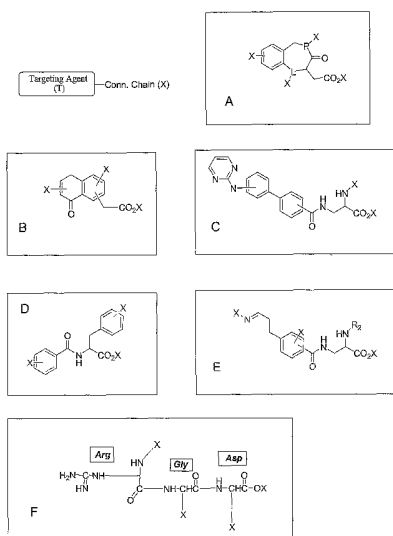 Targeting Agent
(T)
Conn. Chain (X)
X
R
X
O
X
L
CO₂X
A
X
X
O
CO₂X
B
N
N
N
X
HN
H
N
CO₂X
O
C
D
X
O
N
H
CO₂X
X
X
N
X
HN
R₂
H
N
CO₂X
O
E
Arg
Gly
Asp
X
HN
O
H
O
H₂N
NH
NH
CH
N
CH
OX
NH
O
X
X
F